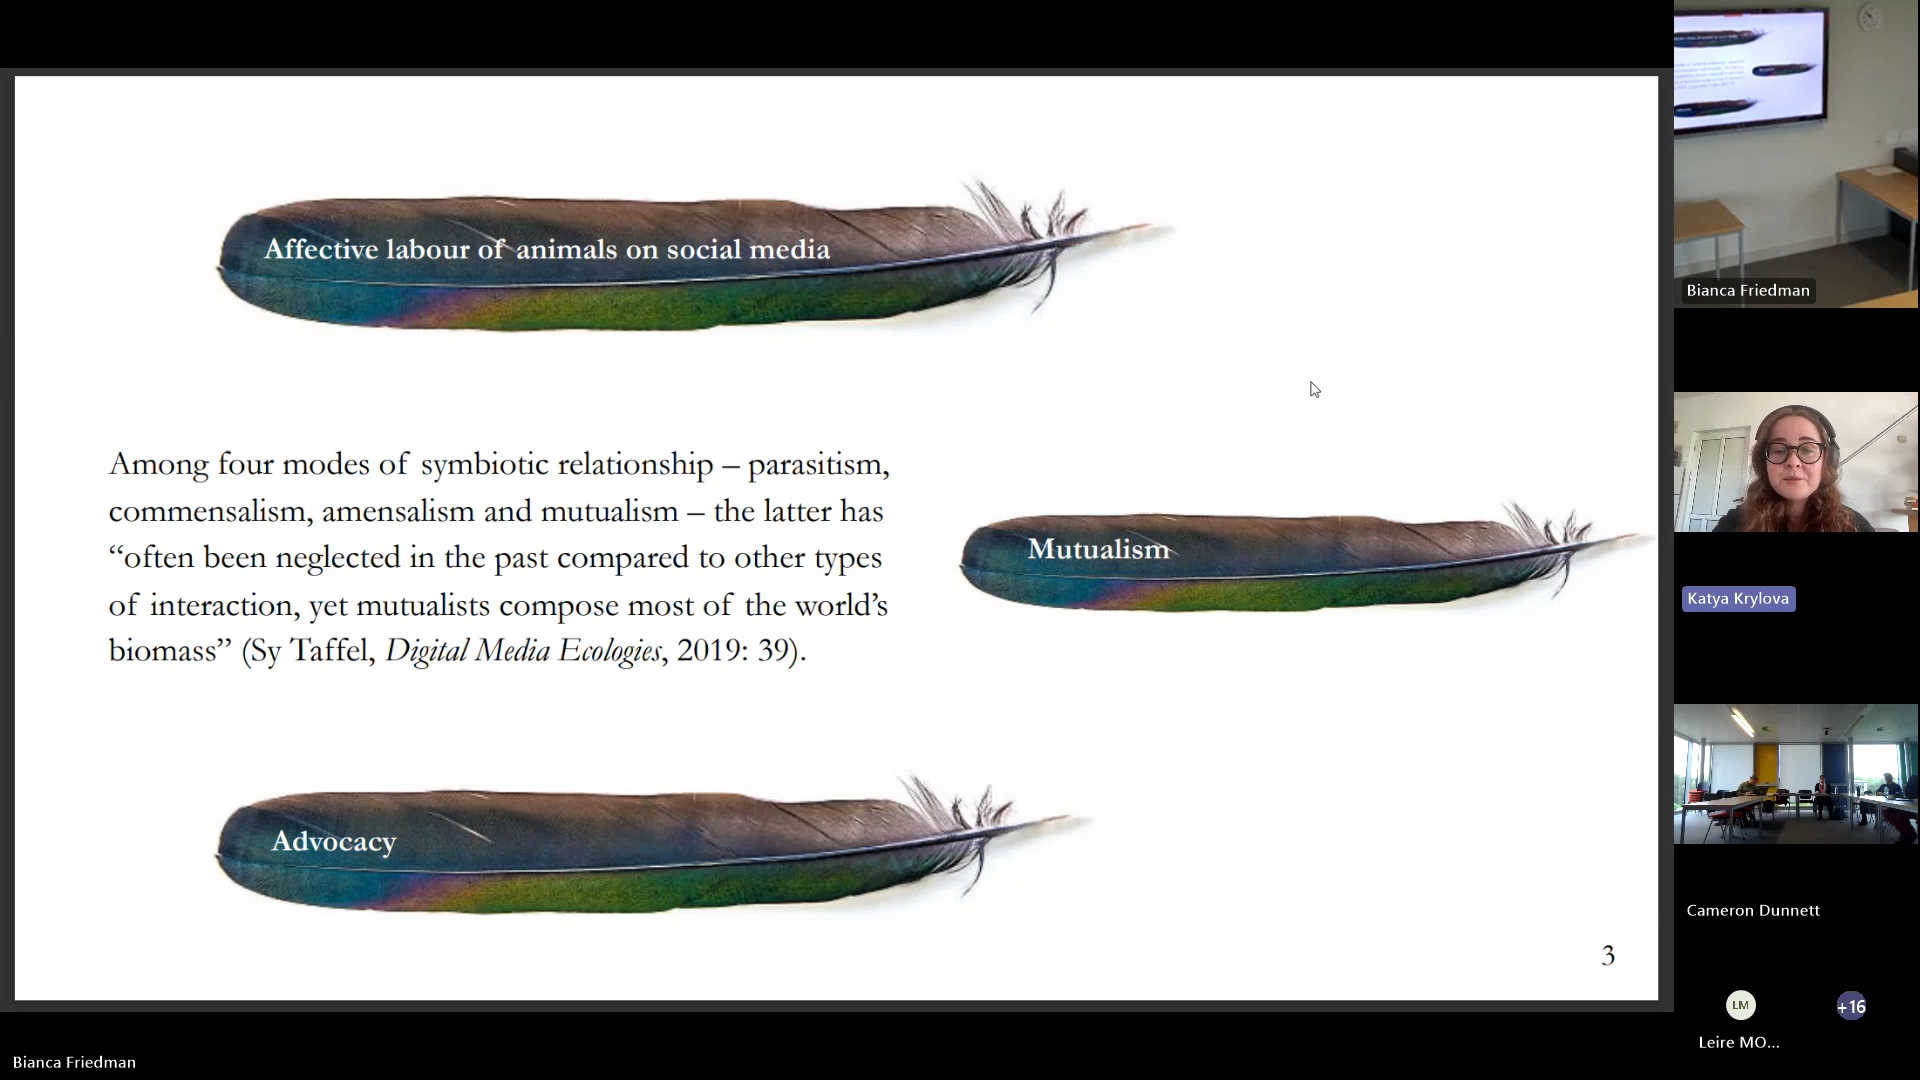 Affective labour of animals on social media
Among four modes of symbiotic relationship – parasitism,
commensalism, amensalism and mutualism – the latter has
“often been neglected in the past compared to other types
of interaction, yet mutualists compose most of the world’s
biomass” (Sy Taffel, Digital Media Ecologies, 2019: 39).
Mutualism
Advocacy
3
Bianca Friedman
Katya Krylova
Cameron Dunnett
LM
+16
Leire MO...
Bianca Friedman